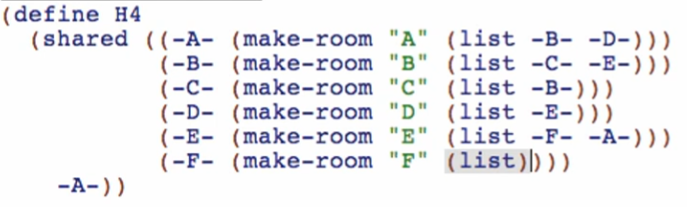 (define H4
(shared ((-A- (make-room "A" (list -B- -D-)))
(-B- (make-room "B" (list -C- -E-)))
(-C- (make-room "C" (list -B-)))
(-D- (make-room "D" (list -E-)))
(-E- (make-room "E" (list -F- -A-)))
(-F- (make-room "F" (list))))
-A-))